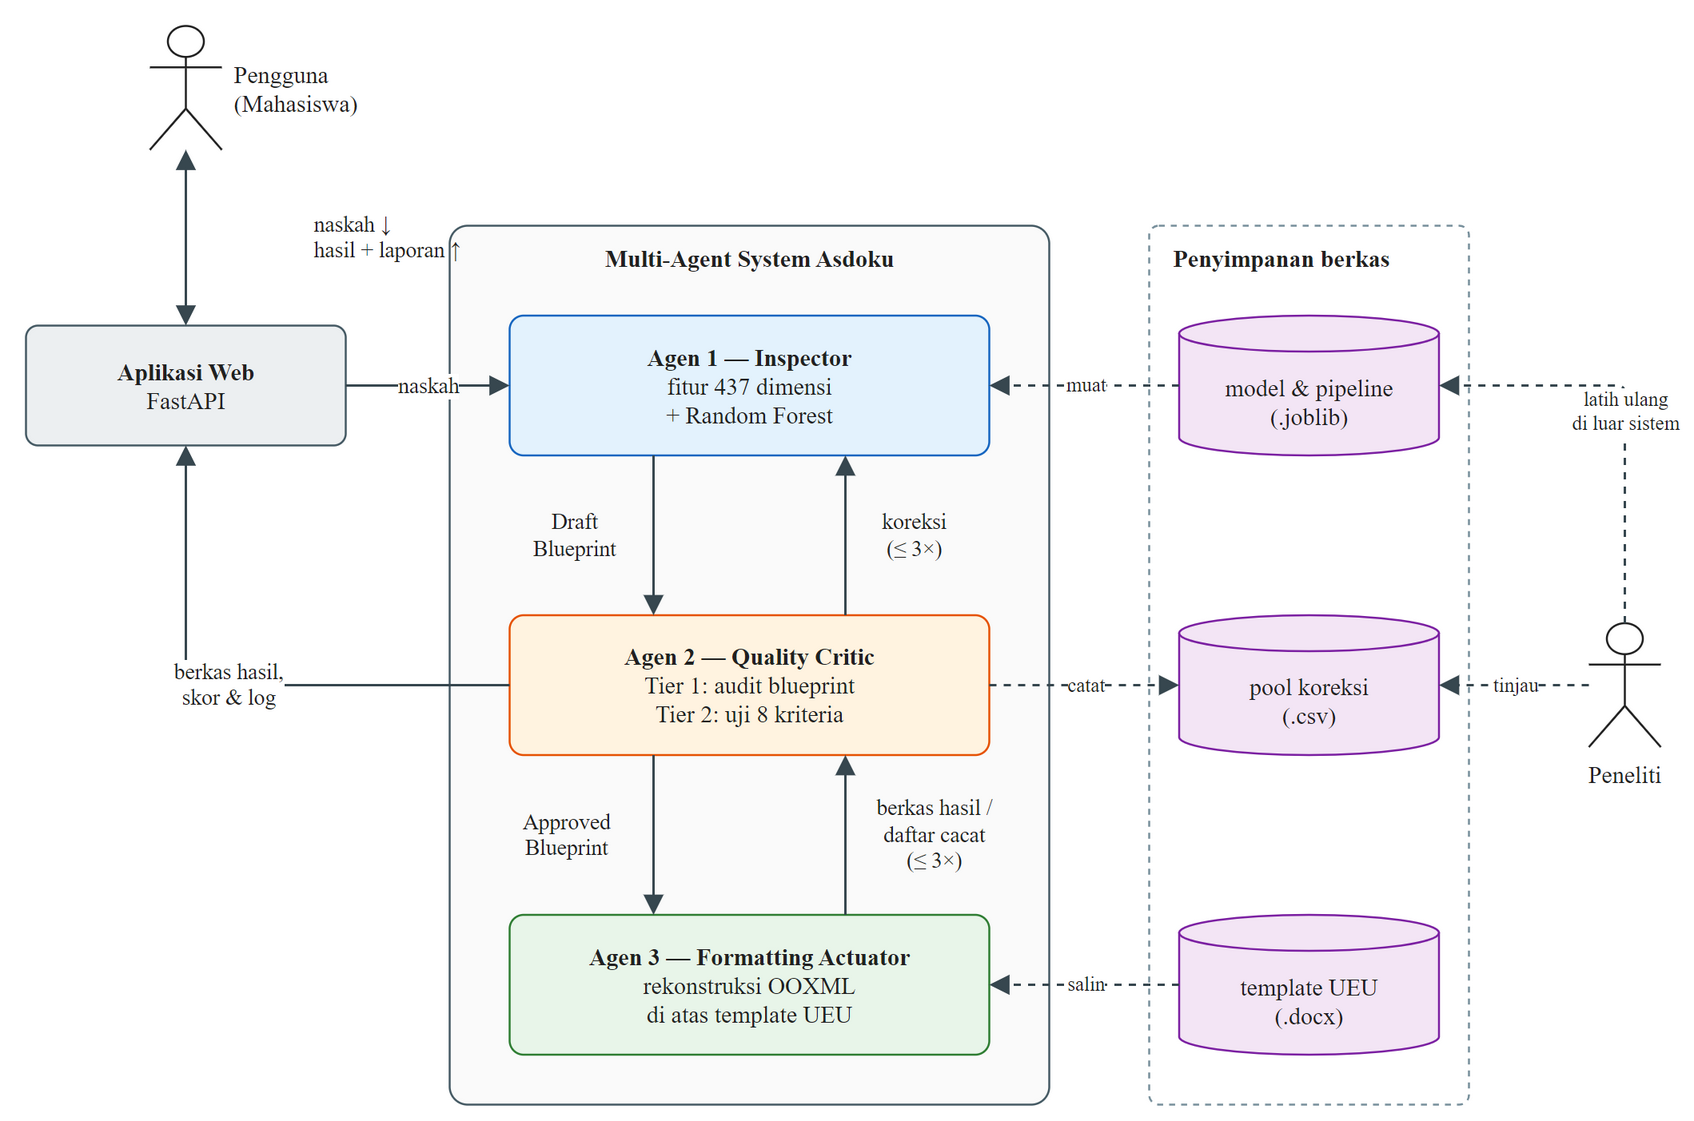 Pengguna
(Mahasiswa)
naskah ↓
hasil + laporan ↑
Multi-Agent System Asdoku
Penyimpanan berkas
Aplikasi Web
FastAPI
naskah
Agen 1 — Inspector
fitur 437 dimensi
+ Random Forest
muat
model & pipeline
(.joblib)
latih ulang
di luar sistem
Draft
Blueprint
koreksi
(≤ 3×)
berkas hasil,
skor & log
Agen 2 — Quality Critic
Tier 1: audit blueprint
Tier 2: uji 8 kriteria
catat
pool koreksi
(.csv)
tinjau
Peneliti
Approved
Blueprint
berkas hasil /
daftar cacat
(≤ 3×)
Agen 3 — Formatting Actuator
rekonstruksi OOXML
di atas template UEU
salin
template UEU
(.docx)